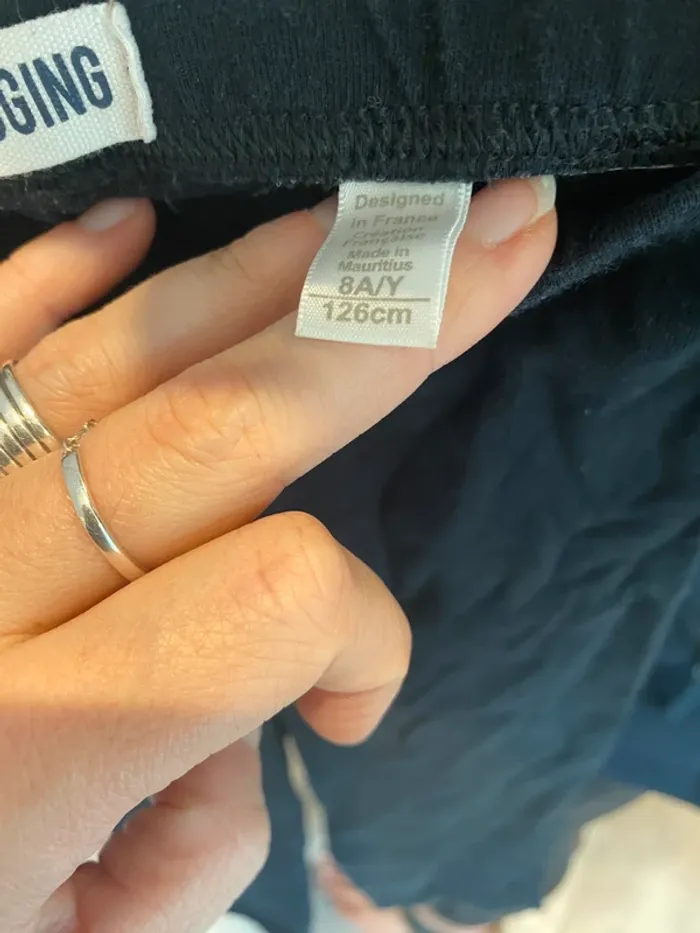 GING
Designed
in France
Création
Française
Made in
Mauritius
8A/Y
126cm